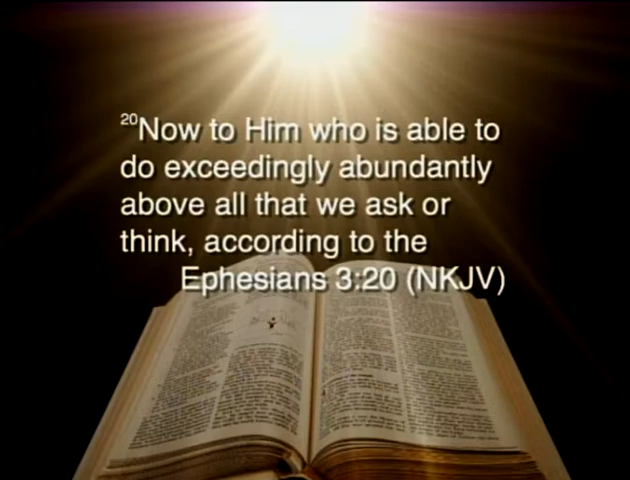 20Now to Him who is able to
do exceedingly abundantly
above all that we ask or
think, according to the
Ephesians 3:20 (NKJV)